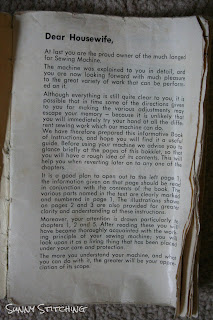 Dear Housewife,
At last you are the proud owner of the much longed
for Sewing Machine.
The machine was explained to you in detail, and
you are now looking forward with much pleasure
to the great variety of work that can be perform-
ed on it.
Although everything is still quite clear to you, it is
possible that in time some of the directions given
to you for making the various adjustments, may
escape your memory – because it is unlikely that
you will immediately try your hand at all the diffe-
rent sewing work which our machine can do.
We have therefore prepared this information Book
of Instructions, and hope you will find it a useful
guide. Before using your machine we advise you to
glance briefly at the pages of this booklet, so that
you will have a rough idea of its contents. This will
help you when reverting later on to any one of the
chapters.
It is a good plan to open out to the left page 1,
the information given on that page should be read
in conjunction with the contents of the book. The
various parts named in the text are clearly marked
and numbered in page 1. The illustrations shown
on pages 2 and 3 are also provided for greater
clarity and understanding of these instructions.
Moreover, your attention is drawn particularly to
chapters 1, 2 and 5. After reading these you will
have become thoroughly acquainted with the work-
ing principle of your sewing machine; you will
look upon it as a living thing that has been placed
under your care and protection.
The more you understand your machine, and what
you can do with it, the greater will be your appre-
ciation of its scope.
Sunny Stitching